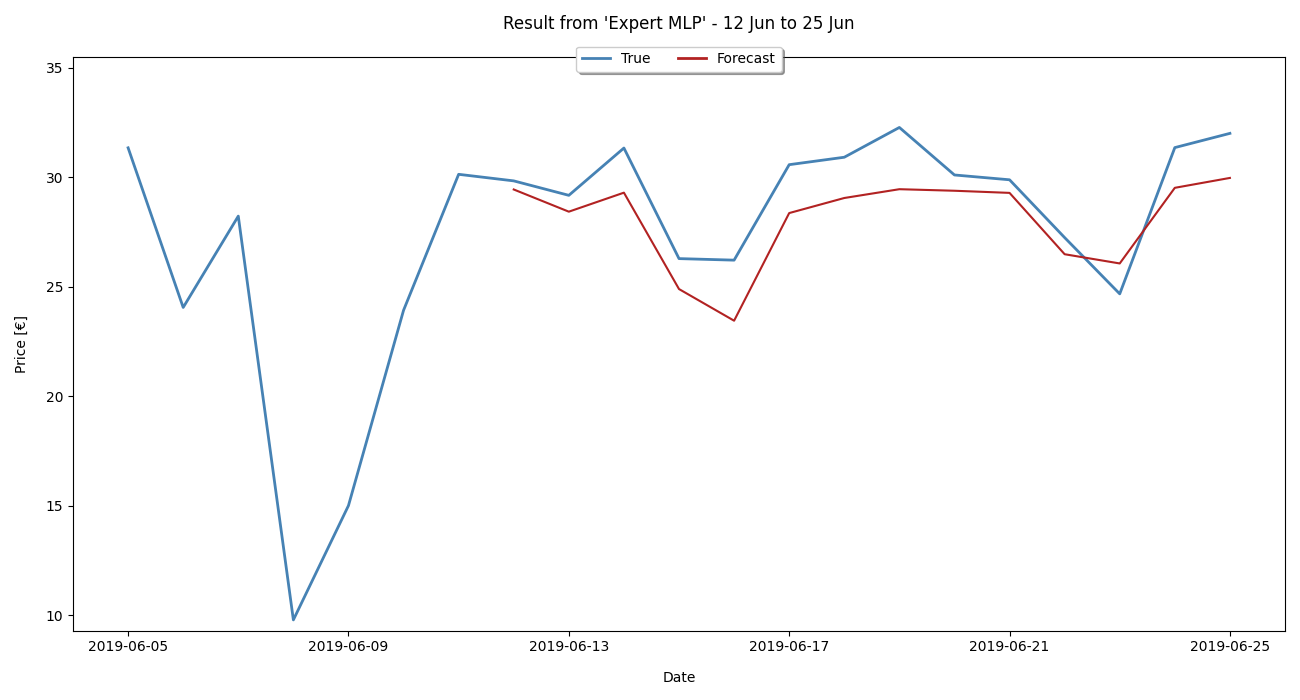 Result from 'Expert MLP' - 12 Jun to 25 Jun
True Forecast
35
30
25
20
15
10
Price [€]
2019-06-05 2019-06-09 2019-06-13 2019-06-17 2019-06-21 2019-06-25
Date